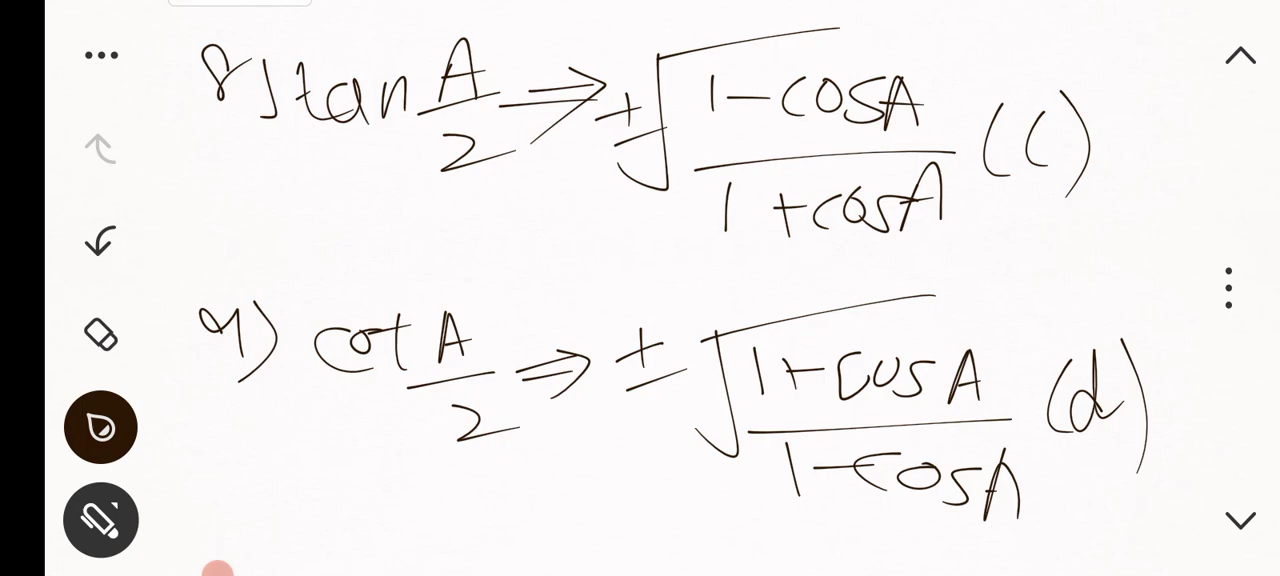 8) tan A/2 ⇒ ± √(1-cosA / 1+cosA) (c)
9) cot A/2 ⇒ ± √(1+cosA / 1-cosA) (d)